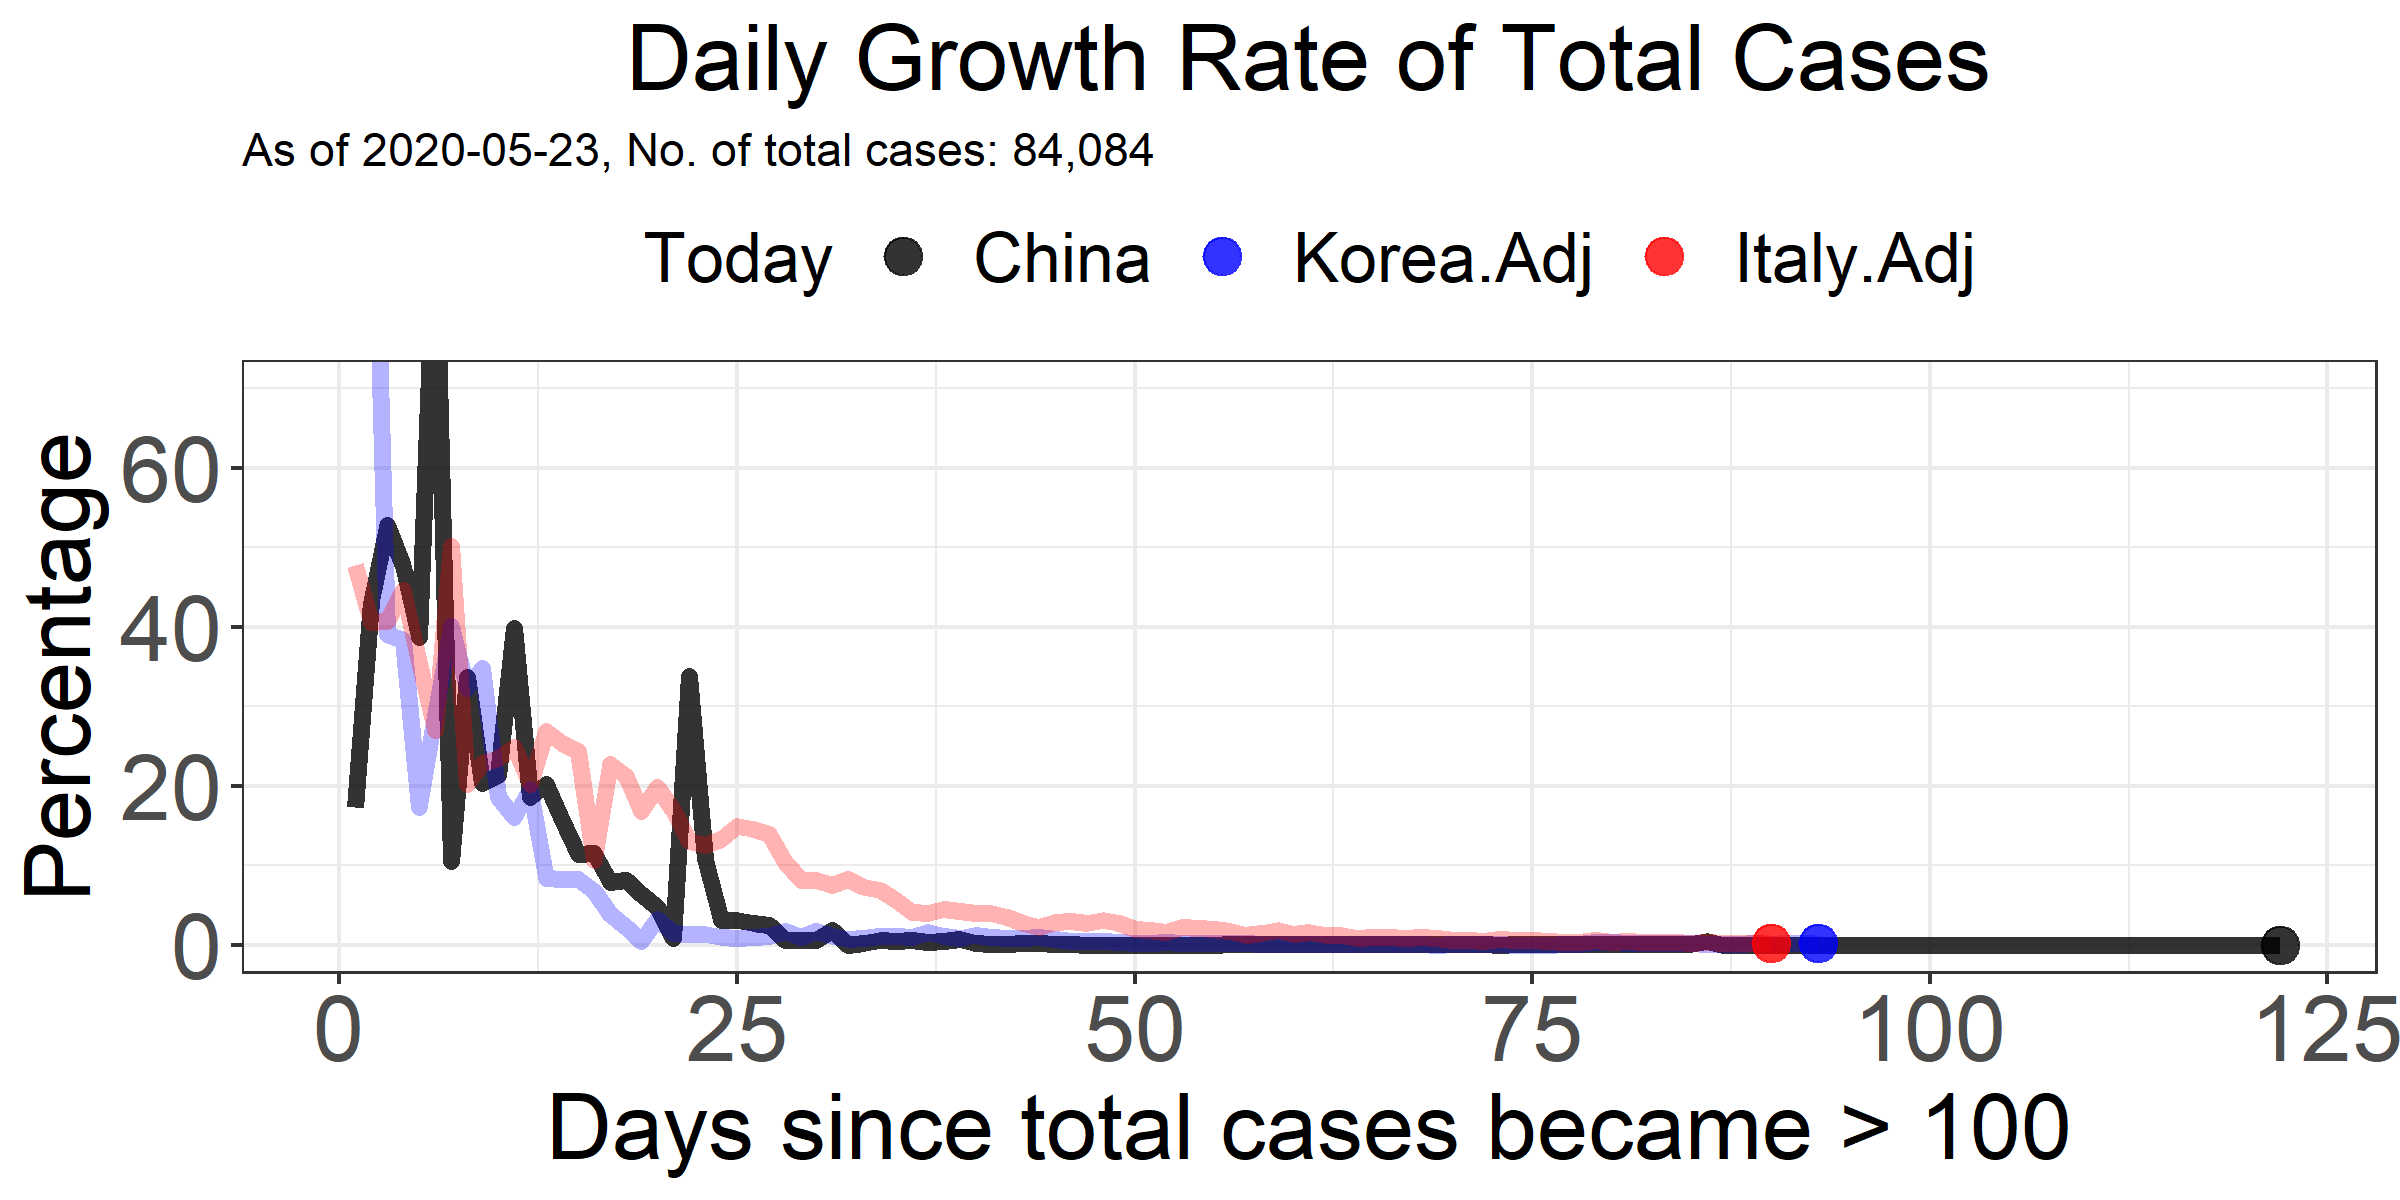 Daily Growth Rate of Total Cases
As of 2020-05-23, No. of total cases: 84,084
Today China Korea.Adj Italy.Adj
Percentage
60
40
20
0
0 25 50 75 100 125
Days since total cases became > 100